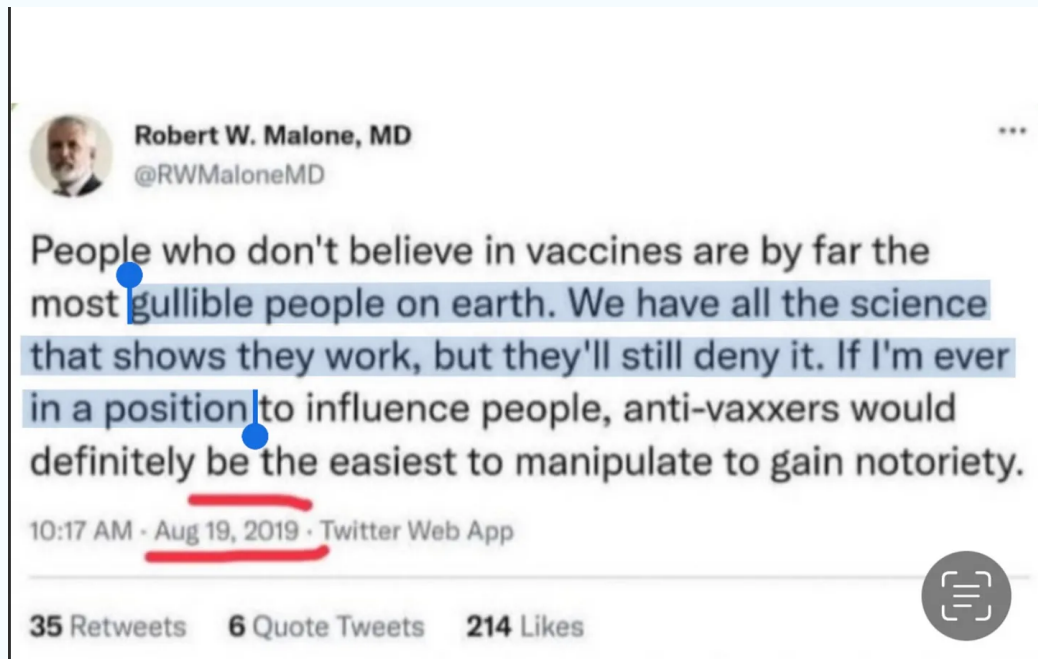 Robert W. Malone, MD
@RWMaloneMD
People who don't believe in vaccines are by far the
most gullible people on earth. We have all the science
that shows they work, but they'll still deny it. If I'm ever
in a position to influence people, anti-vaxxers would
definitely be the easiest to manipulate to gain notoriety.
10:17 AM · Aug 19, 2019 · Twitter Web App
35 Retweets 6 Quote Tweets 214 Likes